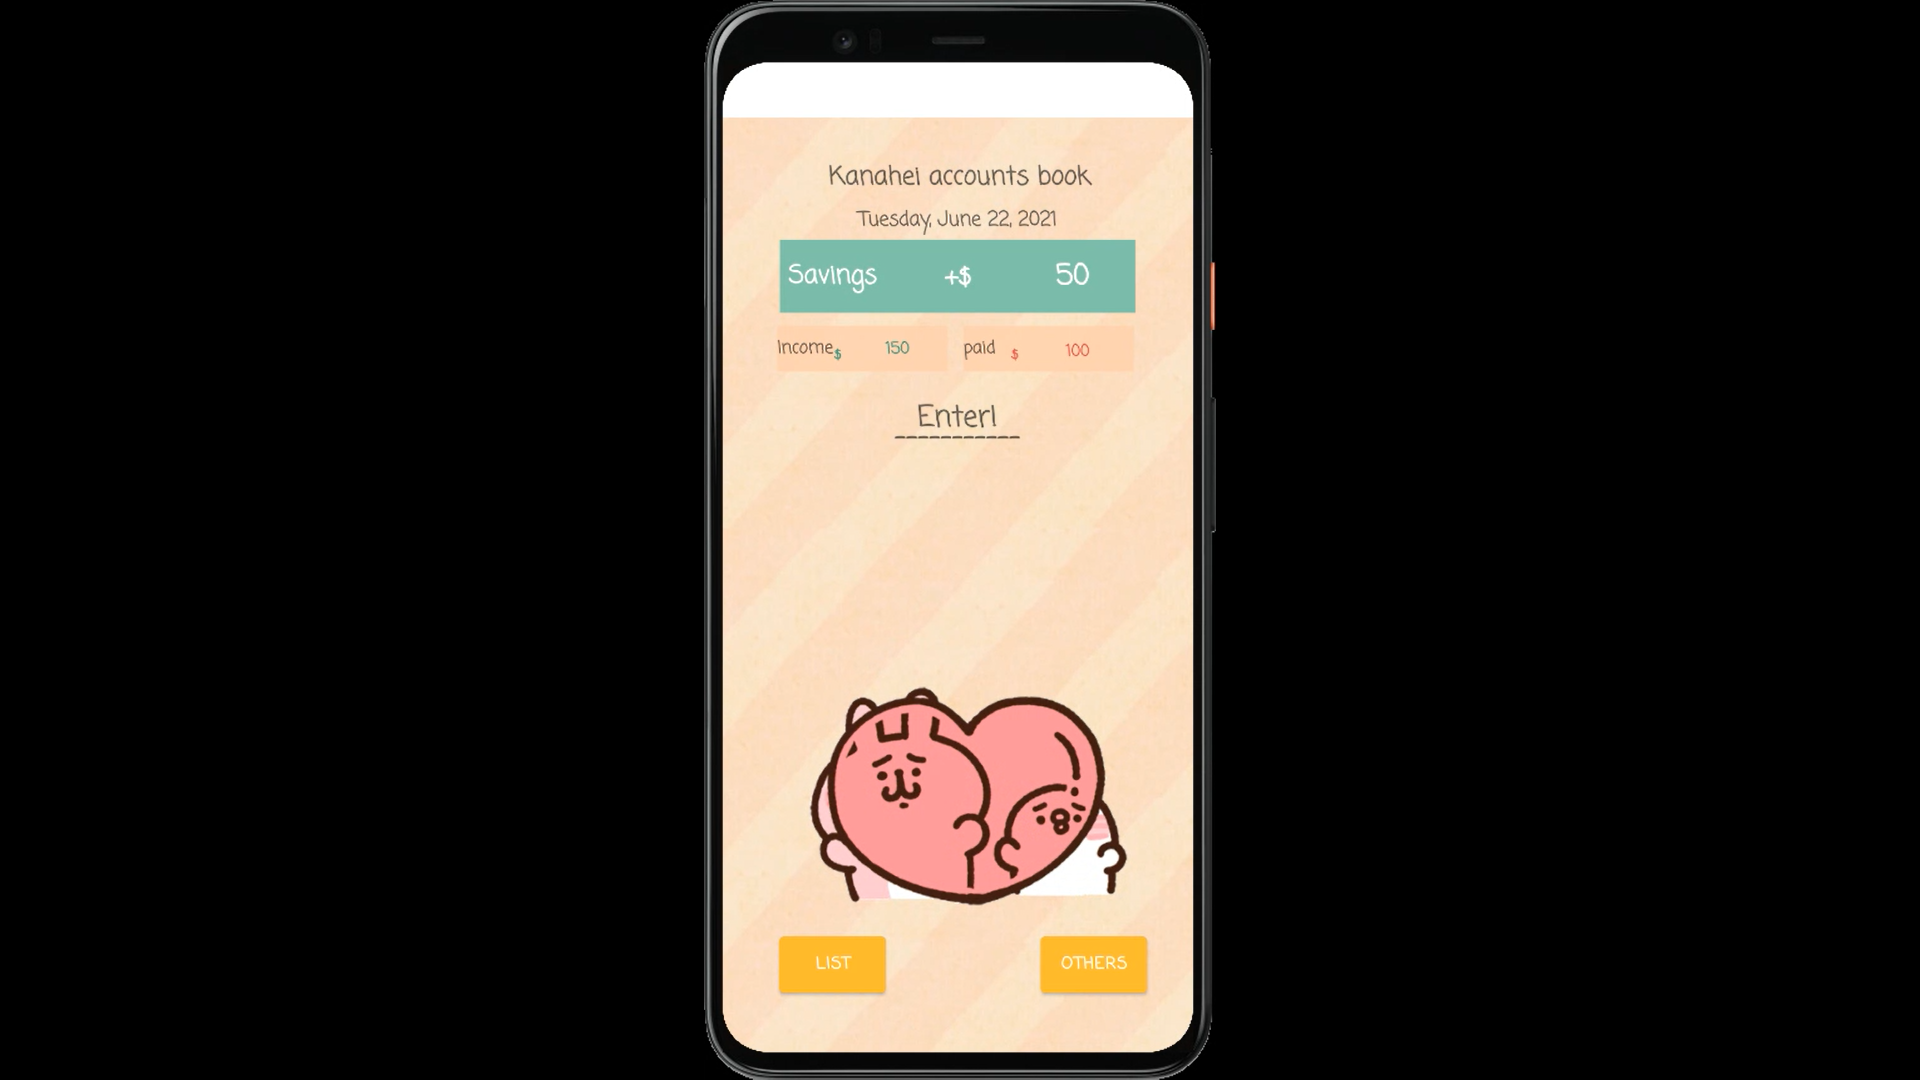 Kanahei accounts book
Tuesday, June 22, 2021
Savings +$ 50
income $ 150 paid $ 100
Enter!
LIST OTHERS